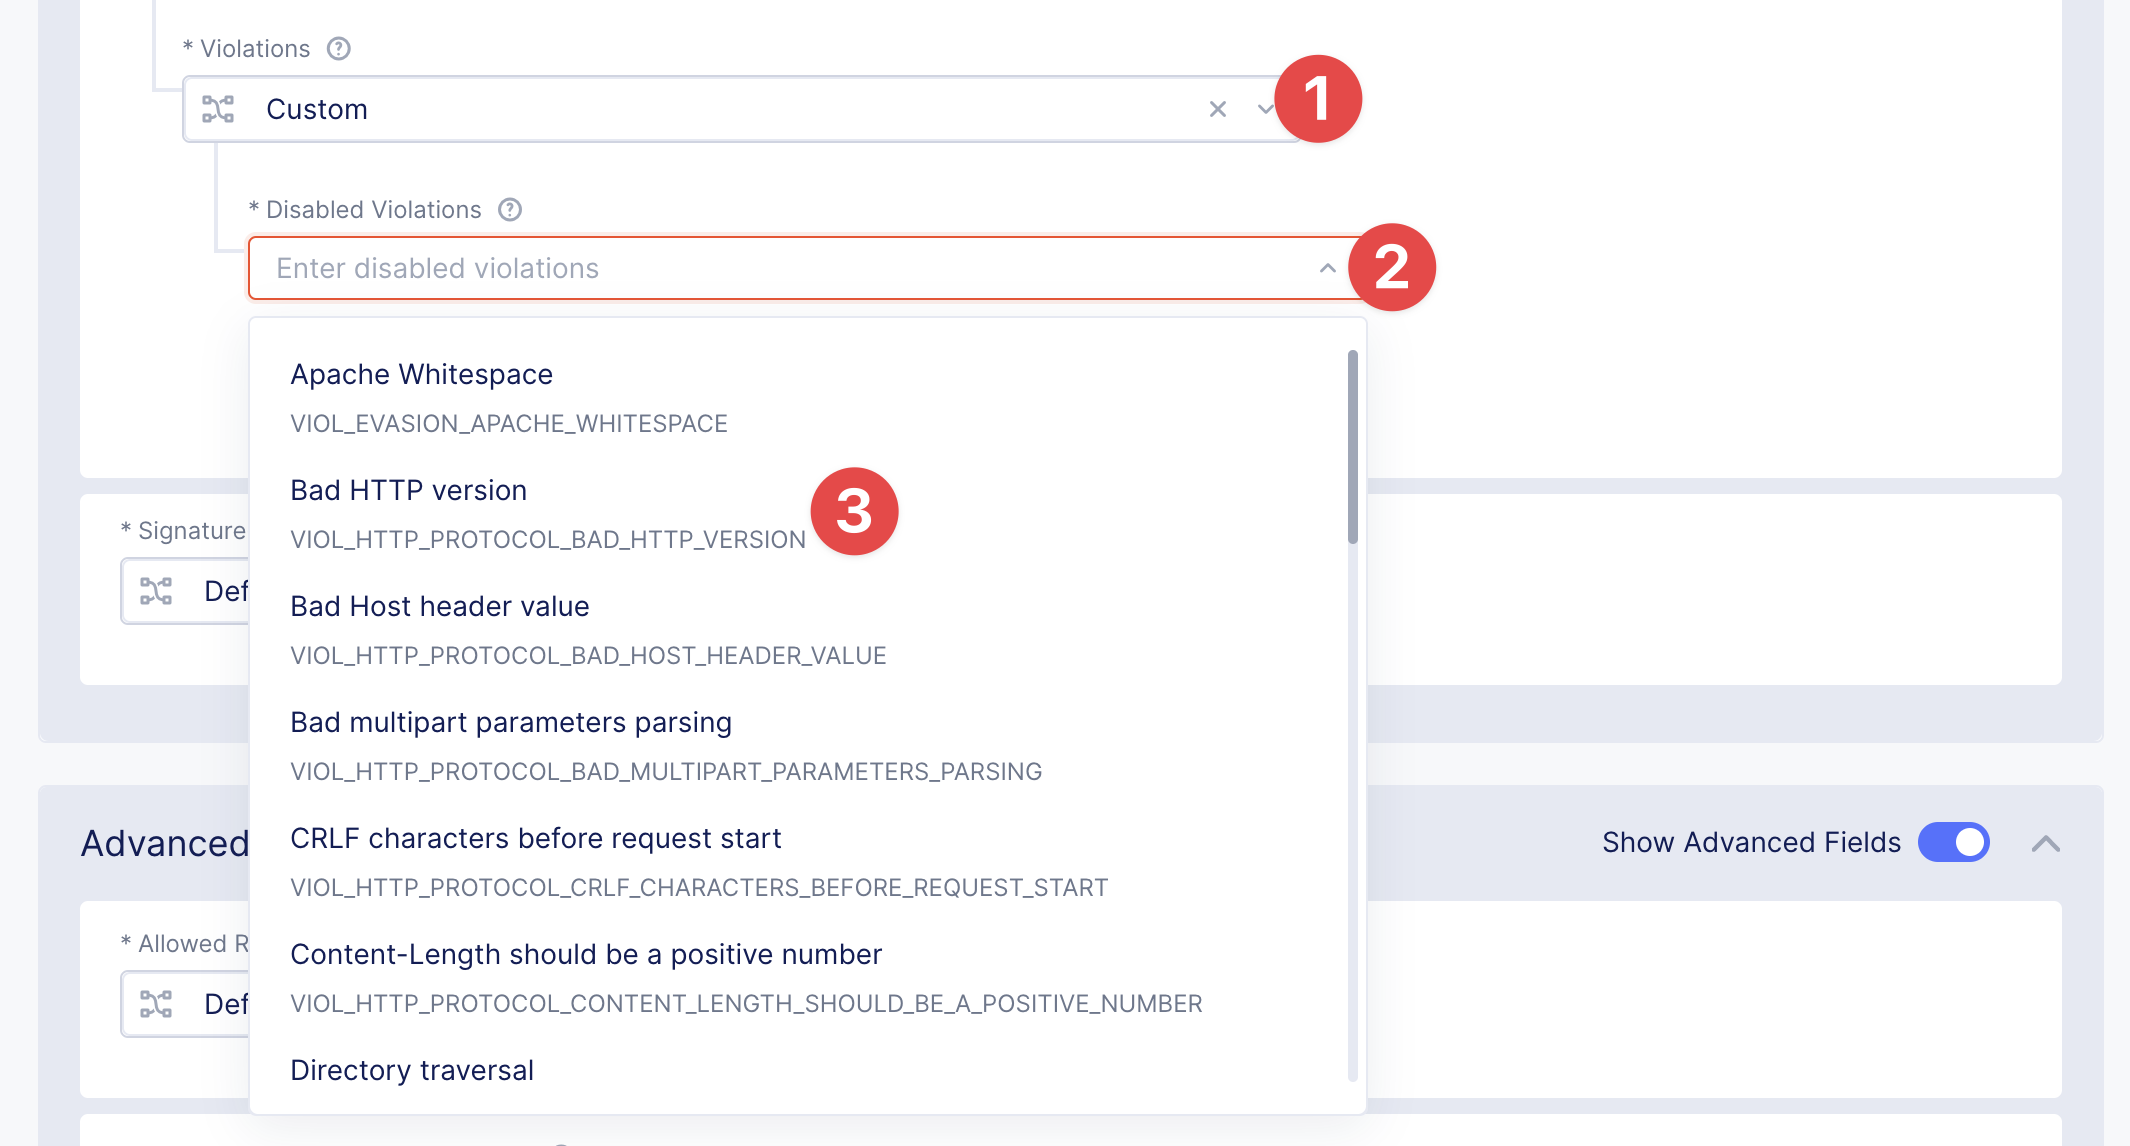 * Violations
Custom
1
* Disabled Violations
Enter disabled violations
2
Apache Whitespace
VIOL_EVASION_APACHE_WHITESPACE
Bad HTTP version
VIOL_HTTP_PROTOCOL_BAD_HTTP_VERSION
3
* Signature
Bad Host header value
VIOL_HTTP_PROTOCOL_BAD_HOST_HEADER_VALUE
Def
Bad multipart parameters parsing
VIOL_HTTP_PROTOCOL_BAD_MULTIPART_PARAMETERS_PARSING
CRLF characters before request start
VIOL_HTTP_PROTOCOL_CRLF_CHARACTERS_BEFORE_REQUEST_START
Advanced
Show Advanced Fields
* Allowed R
Content-Length should be a positive number
VIOL_HTTP_PROTOCOL_CONTENT_LENGTH_SHOULD_BE_A_POSITIVE_NUMBER
Def
Directory traversal